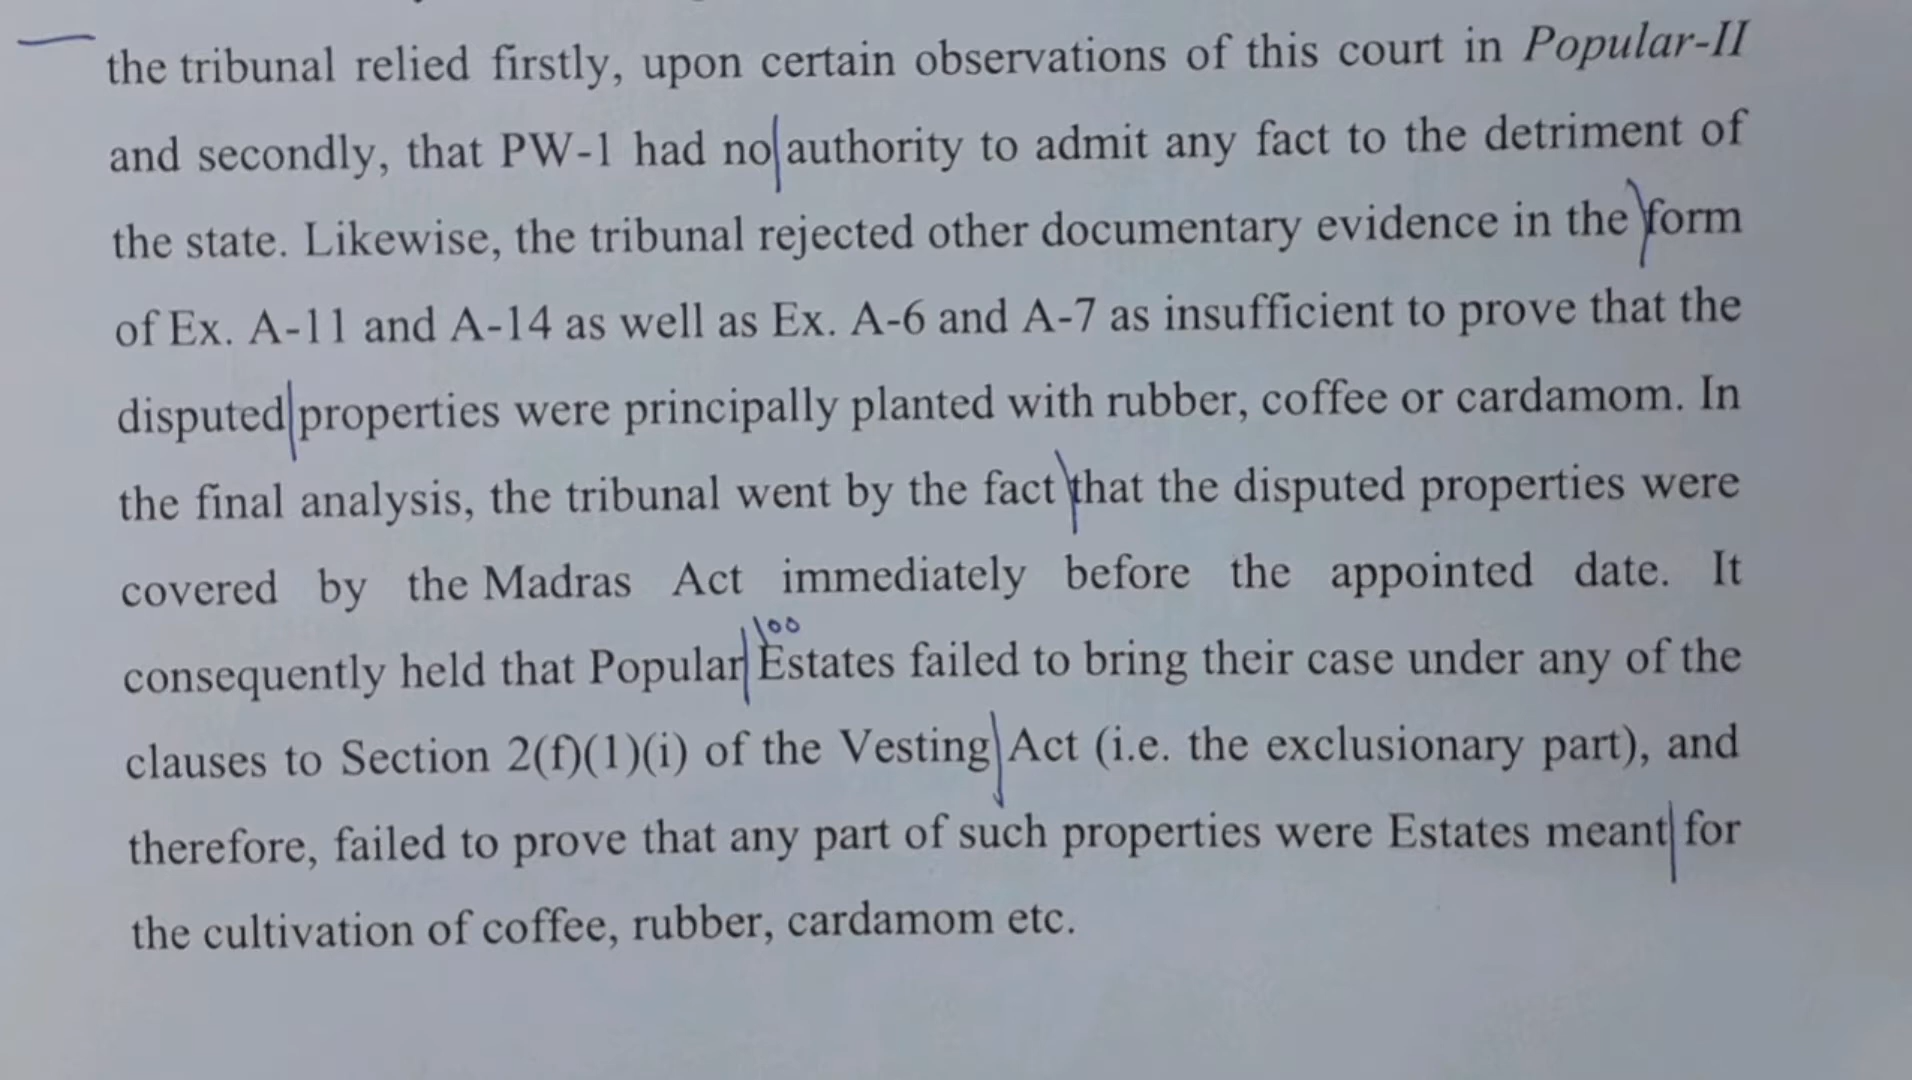 the tribunal relied firstly, upon certain observations of this court in Popular-II
and secondly, that PW-1 had no authority to admit any fact to the detriment of
the state. Likewise, the tribunal rejected other documentary evidence in the form
of Ex. A-11 and A-14 as well as Ex. A-6 and A-7 as insufficient to prove that the
disputed properties were principally planted with rubber, coffee or cardamom. In
the final analysis, the tribunal went by the fact that the disputed properties were
covered by the Madras Act immediately before the appointed date. It
100
consequently held that Popular Estates failed to bring their case under any of the
clauses to Section 2(f)(1)(i) of the Vesting Act (i.e. the exclusionary part), and
therefore, failed to prove that any part of such properties were Estates meant for
the cultivation of coffee, rubber, cardamom etc.